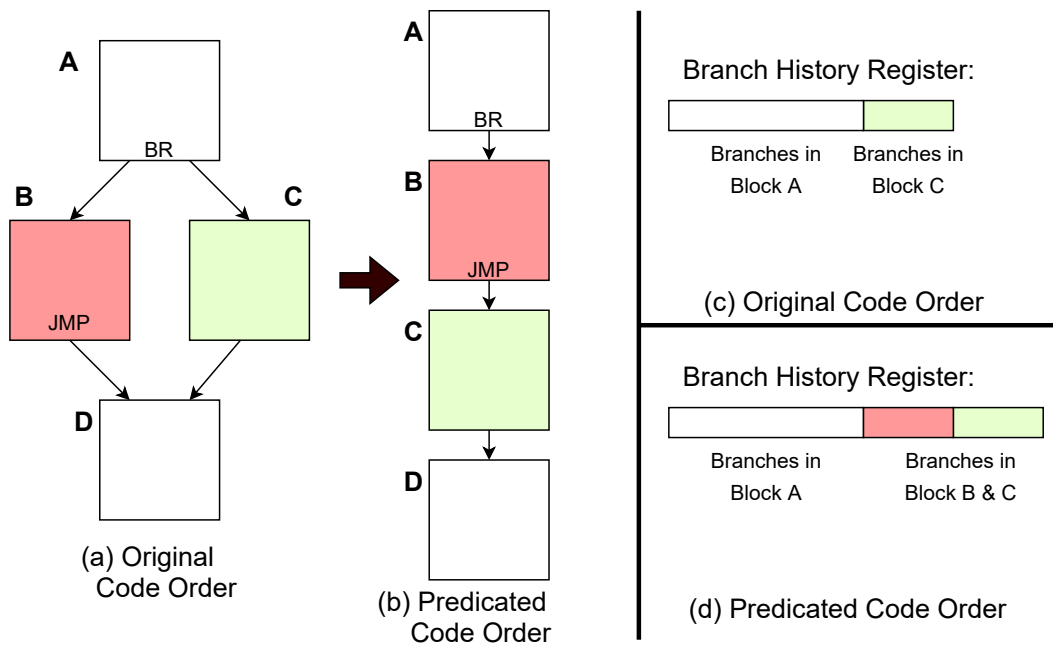 A
BR
B
C
JMP
D
(a) Original
Code Order
A
BR
B
JMP
C
D
(b) Predicated
Code Order
Branch History Register:
Branches in
Block A
Branches in
Block C
(c) Original Code Order
Branch History Register:
Branches in
Block A
Branches in
Block B & C
(d) Predicated Code Order